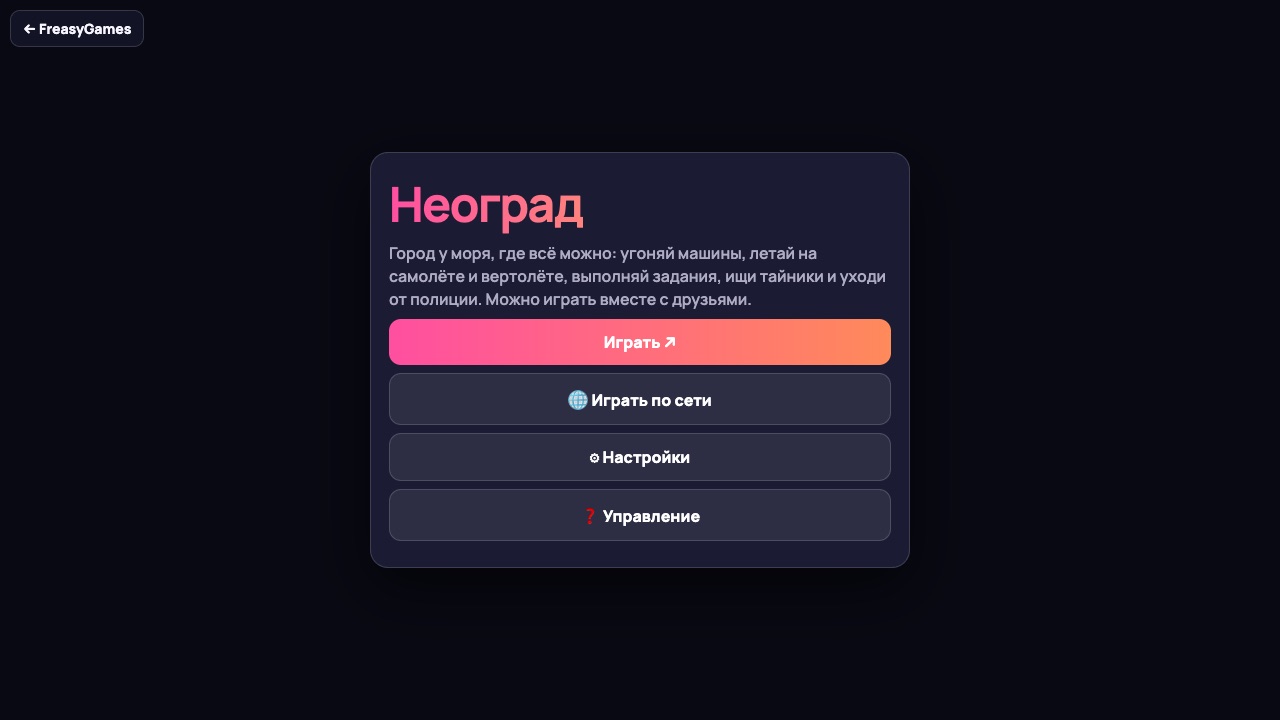 ← FreasyGames
Неоград
Город у моря, где всё можно: угоняй машины, летай на
самолёте и вертолёте, выполняй задания, ищи тайники и уходи
от полиции. Можно играть вместе с друзьями.
Играть ↗
🌐 Играть по сети
⚙ Настройки
❓ Управление